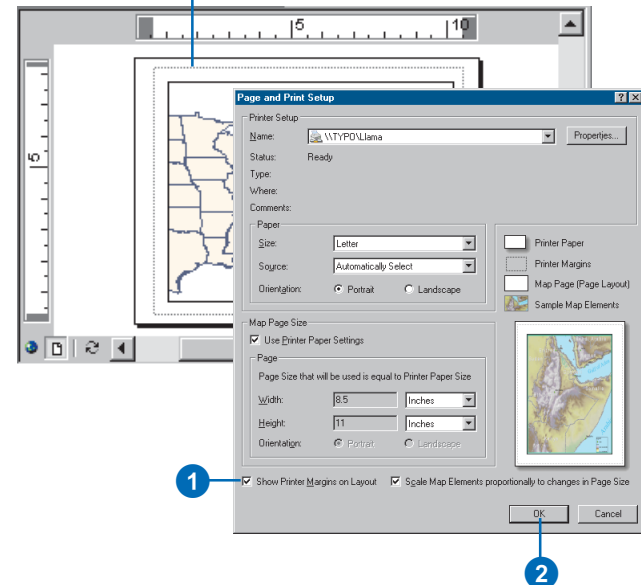 5 10
5
Page and Print Setup
Printer Setup
Name: \\TYPO\Llama Properties...
Status: Ready
Type:
Where:
Comments:
Paper
Size: Letter
Source: Automatically Select
Orientation: Portrait Landscape
Printer Paper
Printer Margins
Map Page (Page Layout)
Sample Map Elements
Map Page Size
Use Printer Paper Settings
Page
Page Size that will be used is equal to Printer Paper Size
Width: 8.5 Inches
Height: 11 Inches
Orientation: Portrait Landscape
1 Show Printer Margins on Layout Scale Map Elements proportionally to changes in Page Size
OK Cancel
2